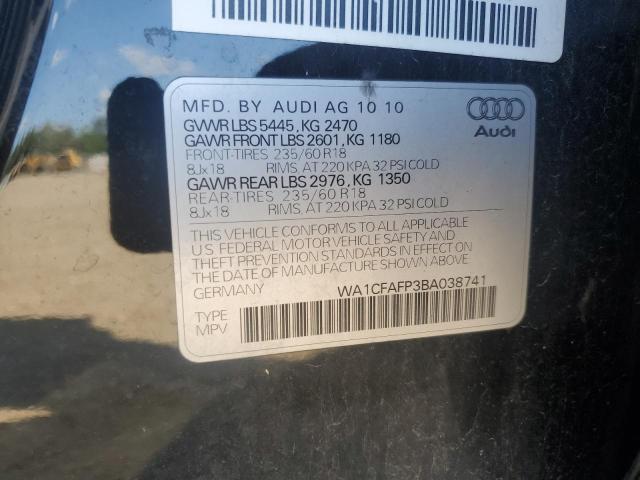 MFD. BY AUDI AG 10 10
GVWR LBS 5445, KG 2470
GAWR FRONT LBS 2601, KG 1180
FRONT-TIRES 235/60 R18
8Jx18 RIMS, AT 220 KPA 32 PSI COLD
GAWR REAR LBS 2976, KG 1350
REAR-TIRES 235/60 R18
8Jx18 RIMS, AT 220 KPA 32 PSI COLD
Audi
THIS VEHICLE CONFORMS TO ALL APPLICABLE
U.S. FEDERAL MOTOR VEHICLE SAFETY AND
THEFT PREVENTION STANDARDS IN EFFECT ON
THE DATE OF MANUFACTURE SHOWN ABOVE.
GERMANY
WA1CFAFP3BA038741
TYPE
MPV